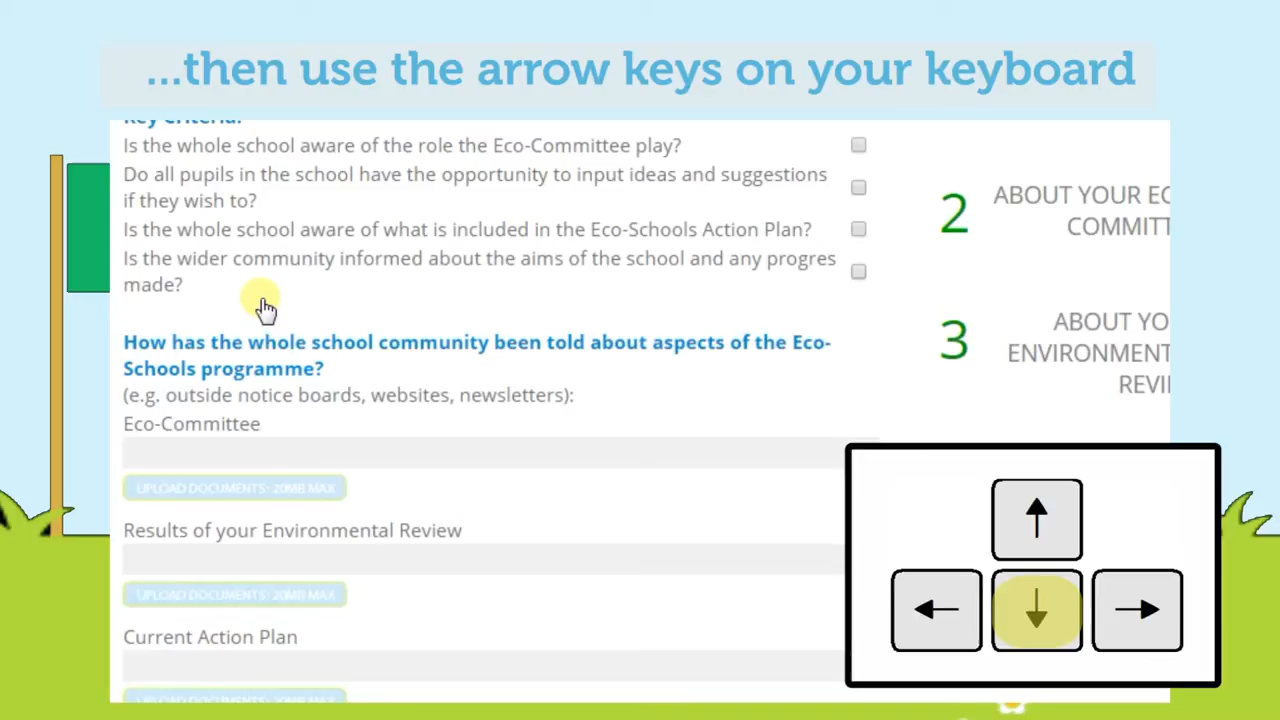 ...then use the arrow keys on your keyboard
Key Criteria:
Is the whole school aware of the role the Eco-Committee play?
Do all pupils in the school have the opportunity to input ideas and suggestions
if they wish to?
Is the whole school aware of what is included in the Eco-Schools Action Plan?
Is the wider community informed about the aims of the school and any progres
made?
How has the whole school community been told about aspects of the Eco-
Schools programme?
(e.g. outside notice boards, websites, newsletters):
Eco-Committee
UPLOAD DOCUMENTS: 20MB MAX
Results of your Environmental Review
UPLOAD DOCUMENTS: 20MB MAX
Current Action Plan
UPLOAD DOCUMENTS: 20MB MAX
2
ABOUT YOUR EC
COMMITT
3
ABOUT YO
ENVIRONMENT
REVI